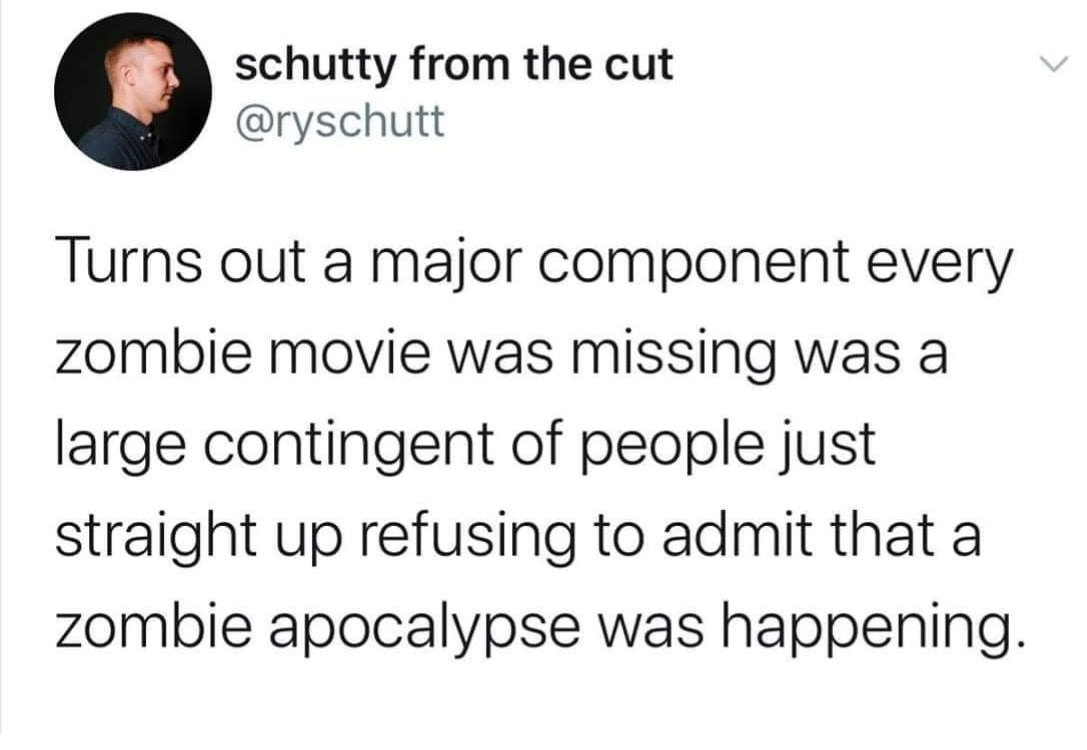 schutty from the cut
@ryschutt
Turns out a major component every
zombie movie was missing was a
large contingent of people just
straight up refusing to admit that a
zombie apocalypse was happening.